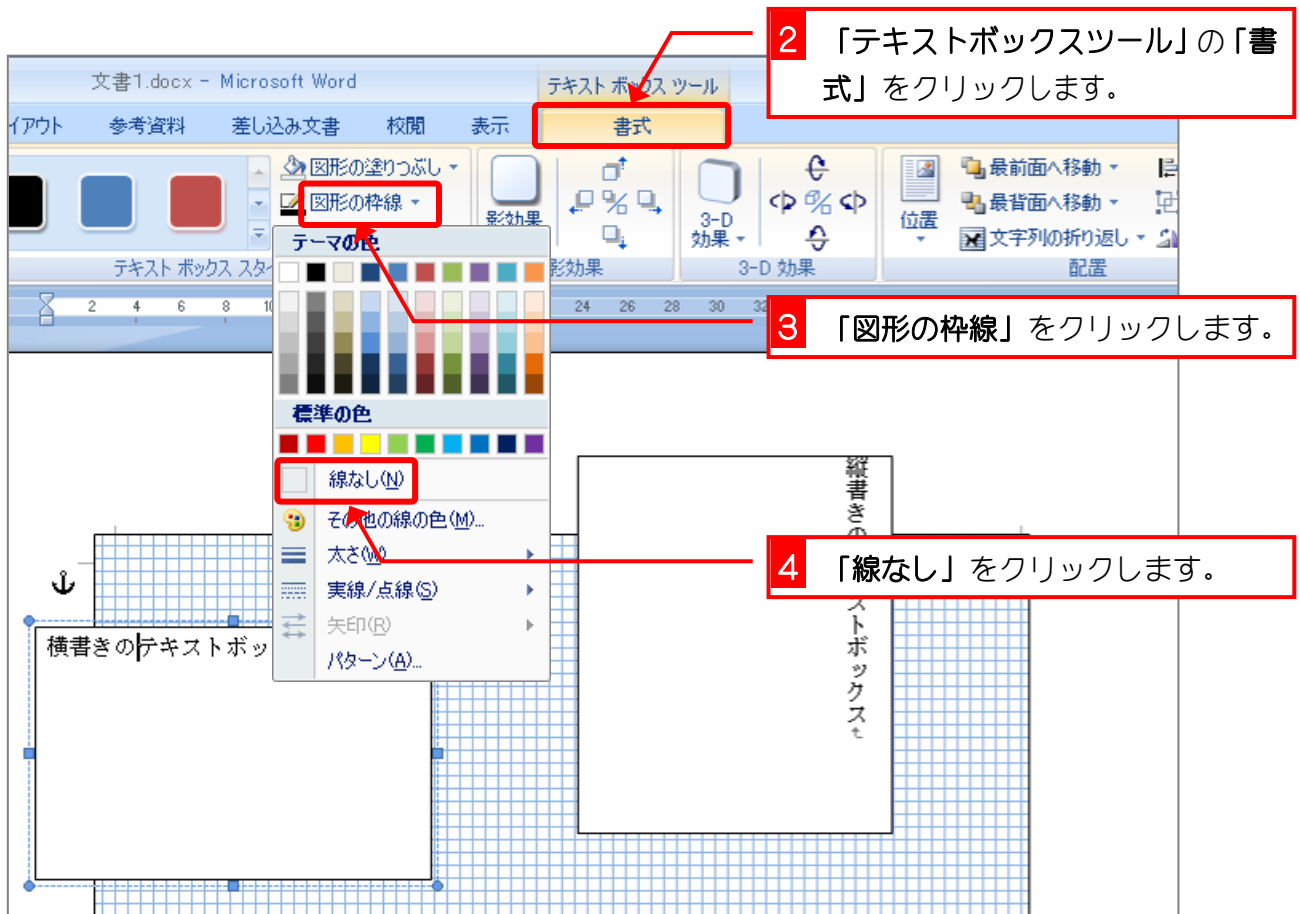 2 「テキストボックスツール」の「書
式」をクリックします。
文書1.docx - Microsoft Word
テキスト ボックス ツール
イアウト 参考資料 差し込み文書 校閲 表示 書式
図形の塗りつぶし
図形の枠線
影効果
3-D
効果
位置
最前面へ移動
最背面へ移動
文字列の折り返し
テキスト ボックス スタ
影効果
3-D 効果
配置
2 4 6 8 10 24 26 28 30 32
テーマの色
標準の色
線なし(N)
その他の線の色(M)...
太さ(W)
実線/点線(S)
矢印(R)
パターン(A)...
3 「図形の枠線」をクリックします。
4 「線なし」をクリックします。
横書きのテキストボッ
縦書きの
ストボックス